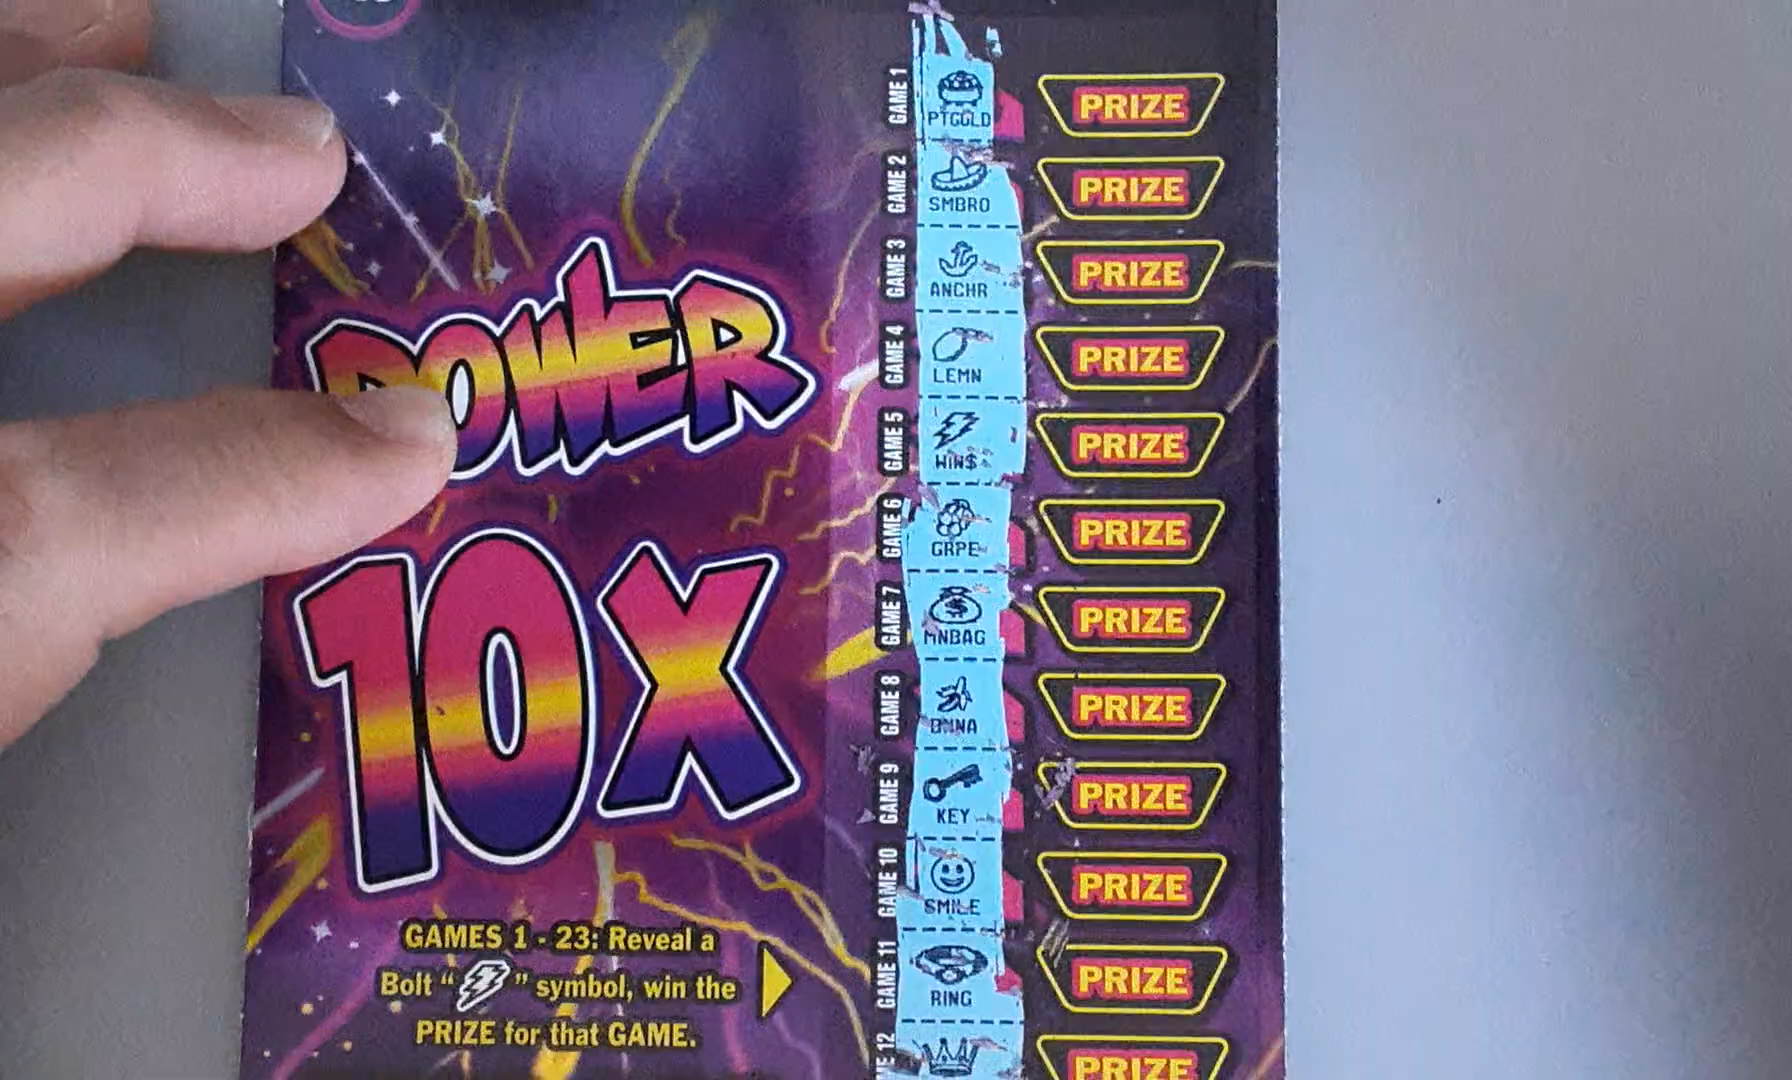 POWER
10X
GAMES 1 - 23: Reveal a
Bolt " " symbol, win the
PRIZE for that GAME.
GAME 1 PTGGLD PRIZE
GAME 2 SMBRO PRIZE
GAME 3 ANCHR PRIZE
GAME 4 LEMN PRIZE
GAME 5 WIN$ PRIZE
GAME 6 GRPE PRIZE
GAME 7 MNBAG PRIZE
GAME 8 BNNA PRIZE
GAME 9 KEY PRIZE
GAME 10 SMILE PRIZE
GAME 11 RING PRIZE
12 PRIZE